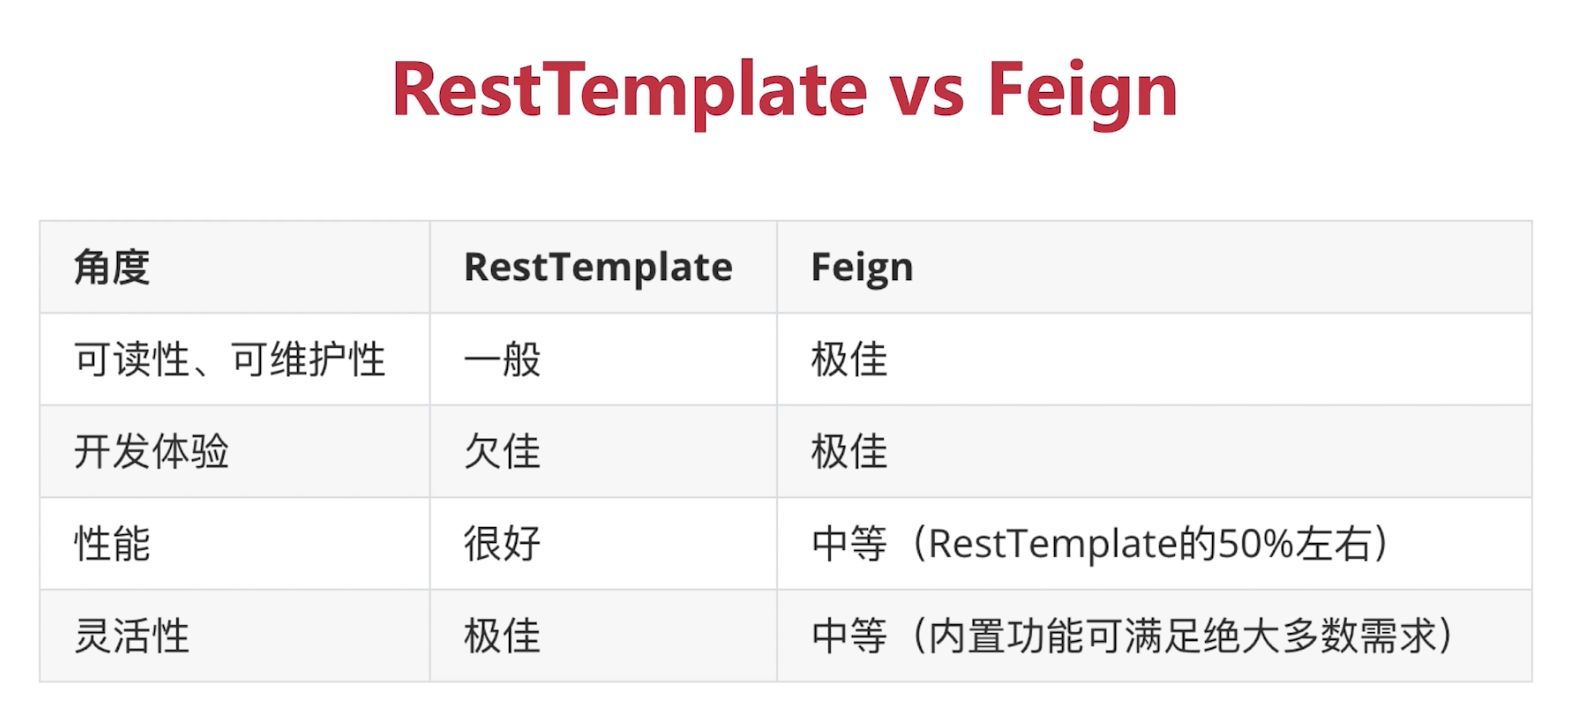 RestTemplate vs Feign
角度 RestTemplate Feign
可读性、可维护性 一般 极佳
开发体验 欠佳 极佳
性能 很好 中等（RestTemplate的50%左右）
灵活性 极佳 中等（内置功能可满足绝大多数需求）